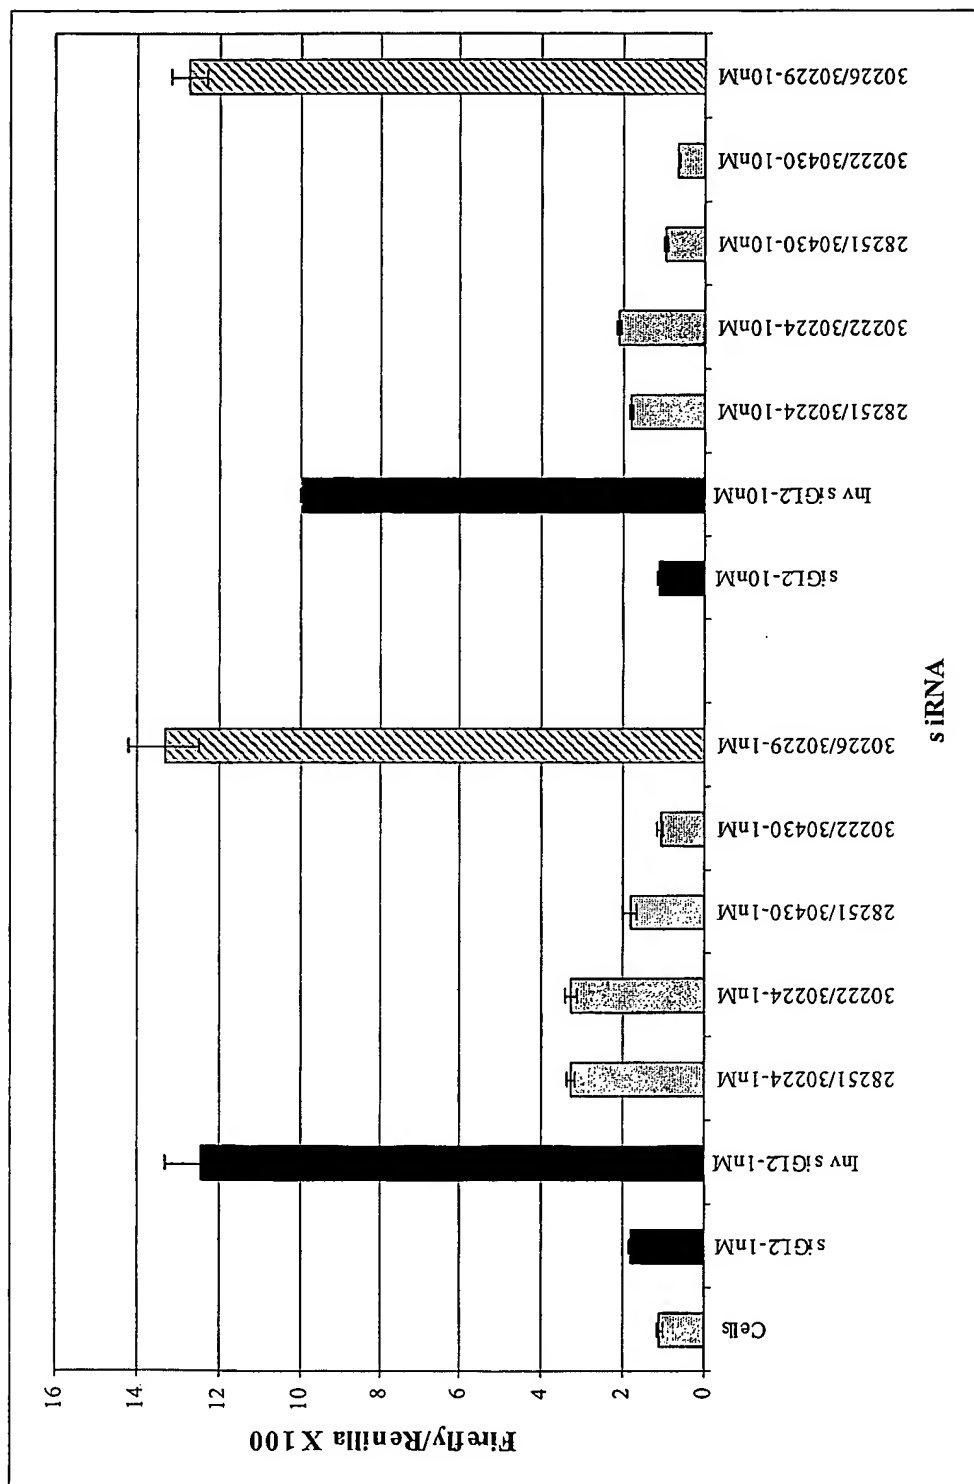 Firefly/Renilla X 100
16
14
12
10
8
6
4
2
0
Cells
siGL2-1nM
Inv siGL2-1nM
28251/30224-1nM
30222/30224-1nM
28251/30430-1nM
30222/30430-1nM
30226/30229-1nM
siGL2-10nM
Inv siGL2-10nM
28251/30224-10nM
30222/30224-10nM
28251/30430-10nM
30222/30430-10nM
30226/30229-10nM
siRNA